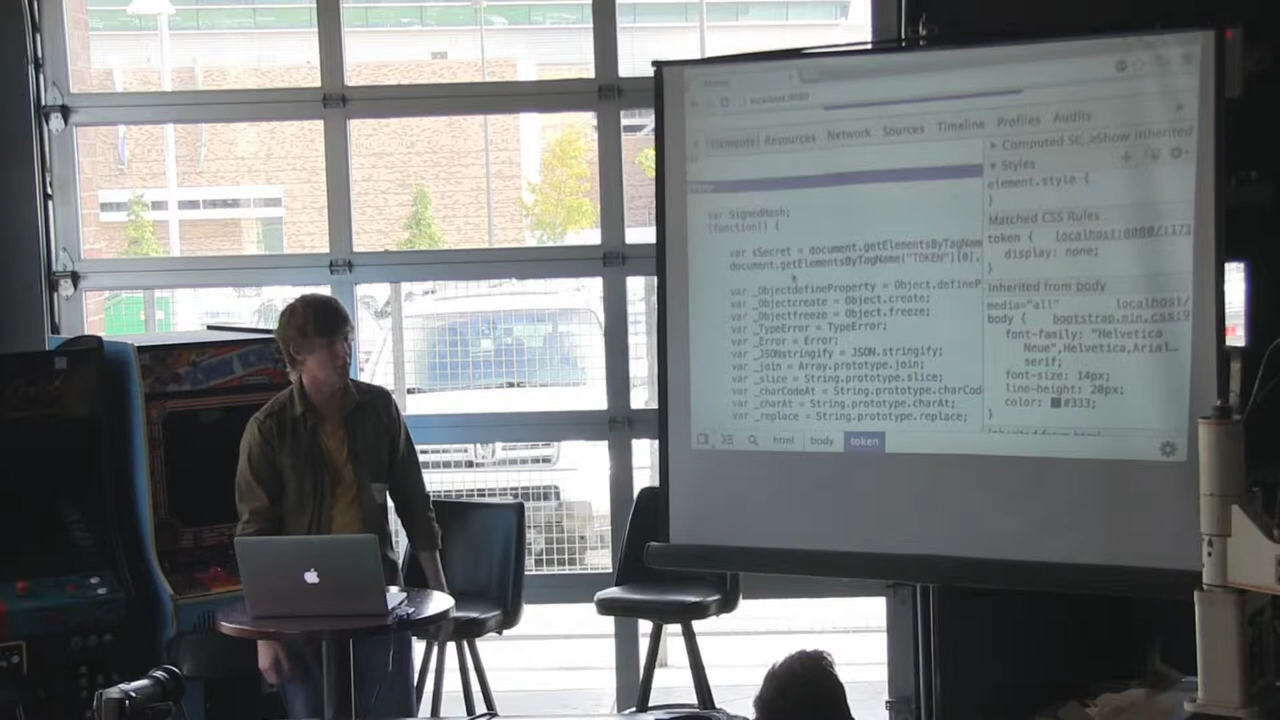 Elements Resources Network Sources Timeline Profiles Audits
var SignedHash;
(function() {
var sSecret = document.getElementsByTagNam
document.getElementsByTagName("TOKEN")[0].
var _ObjectdefineProperty = Object.defineP
var _Objectcreate = Object.create;
var _Objectfreeze = Object.freeze;
var _TypeError = TypeError;
var _Error = Error;
var _JSONstringify = JSON.stringify;
var _join = Array.prototype.join;
var _slice = String.prototype.slice;
var _charCodeAt = String.prototype.charCod
var _charAt = String.prototype.charAt;
var _replace = String.prototype.replace;
html body token
Computed St Show inherited
Styles
element.style {
}
Matched CSS Rules
token { localhost:8080/:173
display: none;
}
Inherited from body
media="all" localhost/
body { bootstrap.min.css:9
font-family: "Helvetica
Neue",Helvetica,Arial…
serif;
font-size: 14px;
line-height: 20px;
color: #333;
}